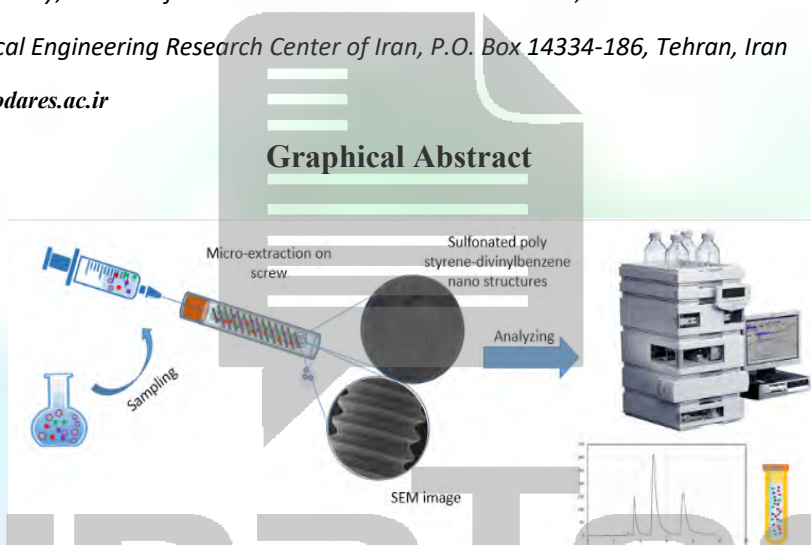 cal Engineering Research Center of Iran, P.O. Box 14334-186, Tehran, Iran
odares.ac.ir
Graphical Abstract
Micro-extraction on
screw
Sulfonated poly
styrene-divinylbenzene
nano structures
Analyzing
Sampling
SEM image